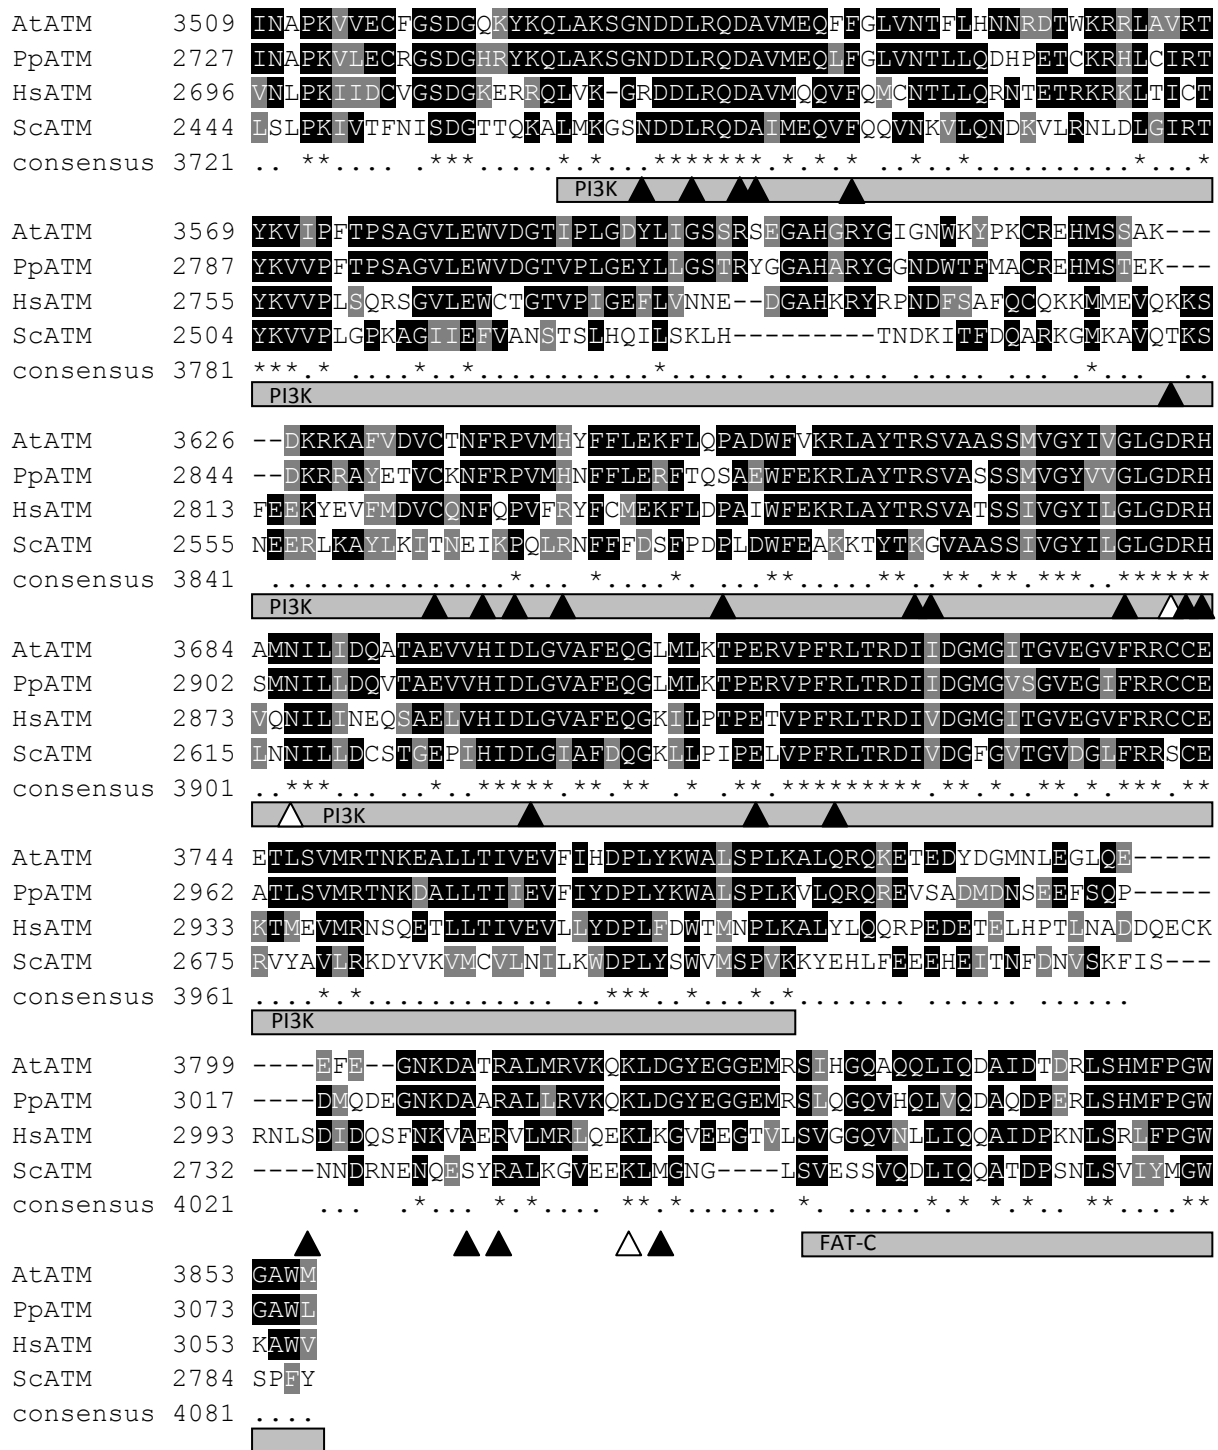 AtATM 3509 INAPKVVECFGSDGQKYKQLAKSGNDDLRQDAVMEQFFGLVNTFLHNNRDTWKRRLAVRT
PpATM 2727 INAPKVLECRGSDGHRYKQLAKSGNDDLRQDAVMEQLFGLVNTLLQDHPETCKRHLCIRT
HsATM 2696 VNLPKIIDCVGSDGKERRQLVK-GRDDLRQDAVMQQVFQMCNTLLQRNTETRKRKLTICT
ScATM 2444 LSLPKIVTFNISDGTTQKALMKGSNDDLRQDAIMEQVFQQVNKVLQNDKVLRNLDLGIRT
consensus 3721 .. **.... ...***.....*.*...*******.*.*.*...*..*..........*...*
PI3K
AtATM 3569 YKVIPFTPSAGVLEWVDGTIPLGDYLIGSSRSEGAHGRYGIGNWKYPKCREHMSSAK---
PpATM 2787 YKVVPFTPSAGVLEWVDGTVPLGEYLLGSTRYGGAHARYGGNDWTFMACREHMSTEK---
HsATM 2755 YKVVPLSQRSGVLEWCTGTVPIGEFLVNNE--DGAHKRYRPNDFSAFQCQKKMMEVQKKS
ScATM 2504 YKVVPLGPKAGIIEFVANSTSLHQILSKLH---------TNDKITFDQARKGMKAVQTKS
consensus 3781 ***.* ....*..*...........*.... ...... ....... ........*... ..
PI3K
AtATM 3626 --DKRKAFVDVCTNFRPVMHYFFLEKFLQPADWFVKRLAYTRSVAASSMVGYIVGLGDRH
PpATM 2844 --DKRRAYETVCKNFRPVMHNFFLERFTQSAEWFEKRLAYTRSVASSSMVGYVVGLGDRH
HsATM 2813 FEEKYEVFMDVCQNFQPVFRYFCMEKFLDPAIWFEKRLAYTRSVATSSIVGYILGLGDRH
ScATM 2555 NEERLKAYLKITNEIKPQLRNFFFDSFPDPLDWFEAKKTYTKGVAASSIVGYILGLGDRH
consensus 3841 ...............*... .*....*. ...**.....**..**.**.***..******
PI3K
AtATM 3684 AMNILIDQATAEVVHIDLGVAFEQGLMLKTPERVPFRLTRDIIDGMGITGVEGVFRRCCE
PpATM 2902 SMNILLDQVTAEVVHIDLGVAFEQGLMLKTPERVPFRLTRDIIDGMGVSGVEGIFRRCCE
HsATM 2873 VQNILINEQSAELVHIDLGVAFEQGKILPTPETVPFRLTRDIVDGMGITGVEGVFRRCCE
ScATM 2615 LNNILLDCSTGEPIHIDLGIAFDQGKLLPIPELVPFRLTRDIVDGFGVTGVDGLFRRSCE
consensus 3901 ..***... ..*..*****.**.**..*..**.*********.**.*..**.*.***.**
PI3K
AtATM 3744 ETLSVMRTNKEALLTIVEVFIHDPLYKWALSPLKALQRQKETEDYDGMNLEGLQE-----
PpATM 2962 ATLSVMRTNKDALLTIIEVFIYDPLYKWALSPLKVLQRQREVSADMDNSEEFSQP-----
HsATM 2933 KTMEVMRNSQETLLTIVEVLLYDPLFDWTMNPLKALYLQQRPEDETELHPTLNADDQECK
ScATM 2675 RVYAVLRKDYVKVMCVLNILKWDPLYSWVMSPVKKYEHLFEEEHEITNFDNVSKFIS---
consensus 3961 ....*.*............. ..***..*...*.*....... ...... ......
PI3K
AtATM 3799 ----EFE--GNKDATRALMRVKQKLDGYEGGEMRSIHGQAQQLIQDAIDTDRLSHMFPGW
PpATM 3017 ----DMQDEGNKDAARALLRVKQKLDGYEGGEMRSLQGQVHQLVQDAQDPERLSHMFPGW
HsATM 2993 RNLSDIDQSFNKVAERVLMRLQEKLKGVEEGTVLSVGGQVNLLIQQAIDPKNLSRLFPGW
ScATM 2732 ----NNDRNENQESYRALKGVEEKLMGNG----LSVESSVQDLIQQATDPSNLSVIYMGW
consensus 4021 ... .*....*.*.....**.*...... *.......*.*.*.*...**....**
FAT-C
AtATM 3853 GAWM
PpATM 3073 GAWL
HsATM 3053 KAWV
ScATM 2784 SPFY
consensus 4081 ....